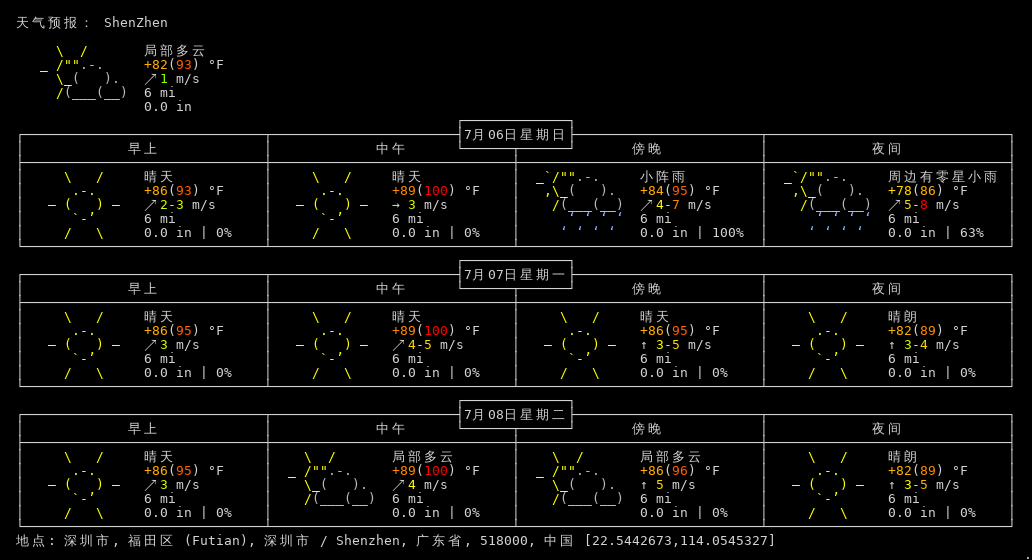 天气预报： ShenZhen
局部多云
+82(93) °F
↗1 m/s
6 mi
0.0 in
7月06日星期日
早上 中午 傍晚 夜间
晴天 晴天 小阵雨 周边有零星小雨
+86(93) °F +89(100) °F +84(95) °F +78(86) °F
↗2-3 m/s → 3 m/s ↗4-7 m/s ↗5-8 m/s
6 mi 6 mi 6 mi 6 mi
0.0 in | 0% 0.0 in | 0% 0.0 in | 100% 0.0 in | 63%
7月07日星期一
早上 中午 傍晚 夜间
晴天 晴天 晴天 晴朗
+86(95) °F +89(100) °F +86(95) °F +82(89) °F
↗3 m/s ↗4-5 m/s ↑ 3-5 m/s ↑ 3-4 m/s
6 mi 6 mi 6 mi 6 mi
0.0 in | 0% 0.0 in | 0% 0.0 in | 0% 0.0 in | 0%
7月08日星期二
早上 中午 傍晚 夜间
晴天 局部多云 局部多云 晴朗
+86(95) °F +89(100) °F +86(96) °F +82(89) °F
↗3 m/s ↗4 m/s ↑ 5 m/s ↑ 3-5 m/s
6 mi 6 mi 6 mi 6 mi
0.0 in | 0% 0.0 in | 0% 0.0 in | 0% 0.0 in | 0%
地点: 深圳市, 福田区 (Futian), 深圳市 / Shenzhen, 广东省, 518000, 中国 [22.5442673,114.0545327]